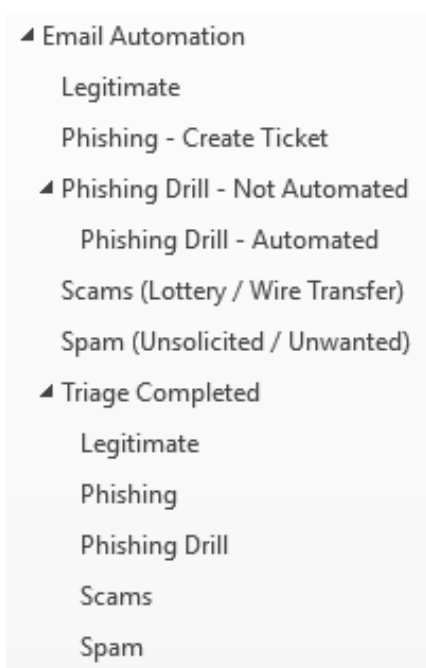 Email Automation
Legitimate
Phishing - Create Ticket
Phishing Drill - Not Automated
Phishing Drill - Automated
Scams (Lottery / Wire Transfer)
Spam (Unsolicited / Unwanted)
Triage Completed
Legitimate
Phishing
Phishing Drill
Scams
Spam